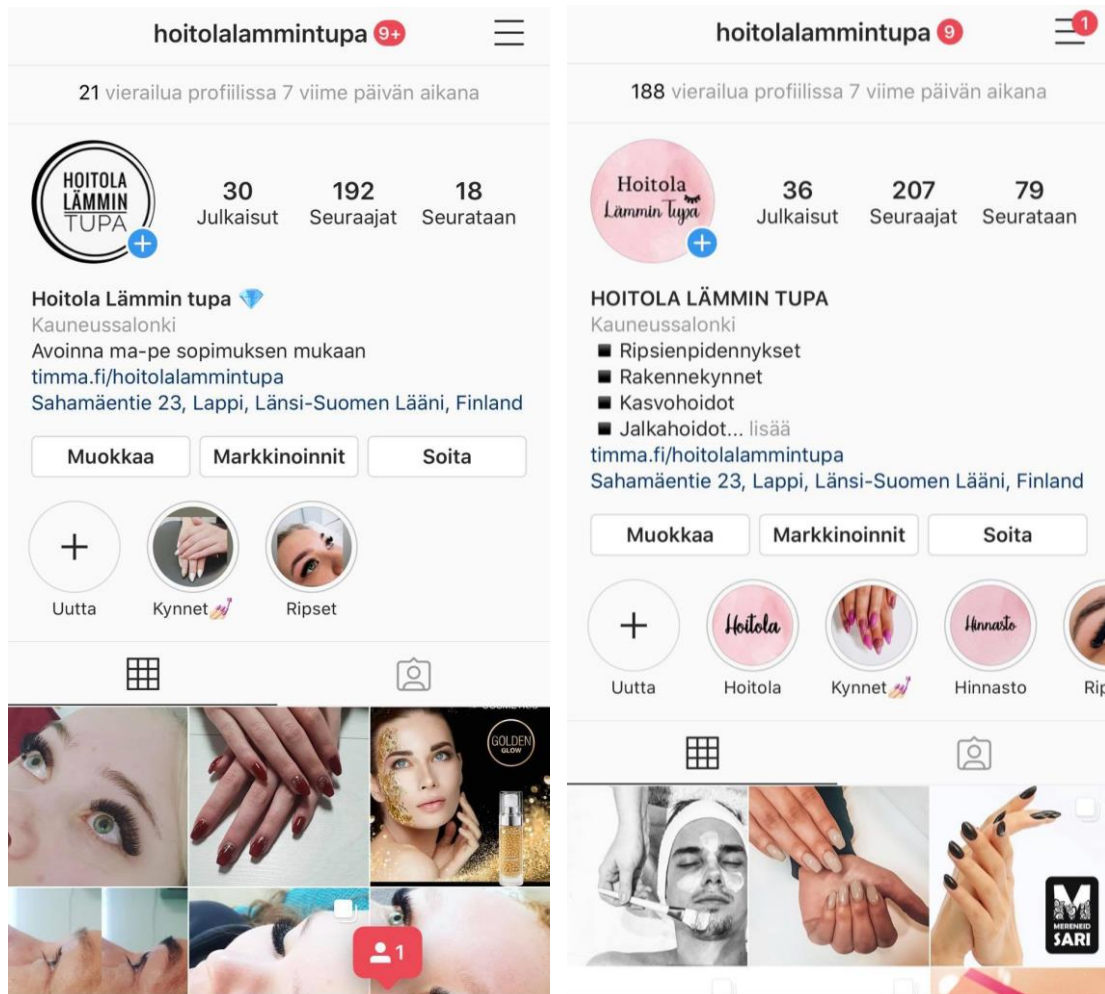 hoitolalammintupa 9+
21 vierailua profiilissa 7 viime päivän aikana
HOITOLA
LÄMMIN
TUPA
30 192 18
Julkaisut Seuraajat Seurataan
Hoitola Lämmin tupa 💎
Kauneussalonki
Avoinna ma-pe sopimuksen mukaan
timma.fi/hoitolalammintupa
Sahamäentie 23, Lappi, Länsi-Suomen Lääni, Finland
Muokkaa Markkinoinnit Soita
Uutta Kynnet💅 Ripset
GOLDEN
GLOW
1
hoitolalammintupa 9
1
188 vierailua profiilissa 7 viime päivän aikana
Hoitola
Lämmin Tupa
36 207 79
Julkaisut Seuraajat Seurataan
HOITOLA LÄMMIN TUPA
Kauneussalonki
◾ Ripsienpidennykset
◾ Rakennekynnet
◾ Kasvohoidot
◾ Jalkahoidot... lisää
timma.fi/hoitolalammintupa
Sahamäentie 23, Lappi, Länsi-Suomen Lääni, Finland
Muokkaa Markkinoinnit Soita
Hoitola Hinnasto
Uutta Hoitola Kynnet💅 Hinnasto Rip
M
MERENEID
SARI